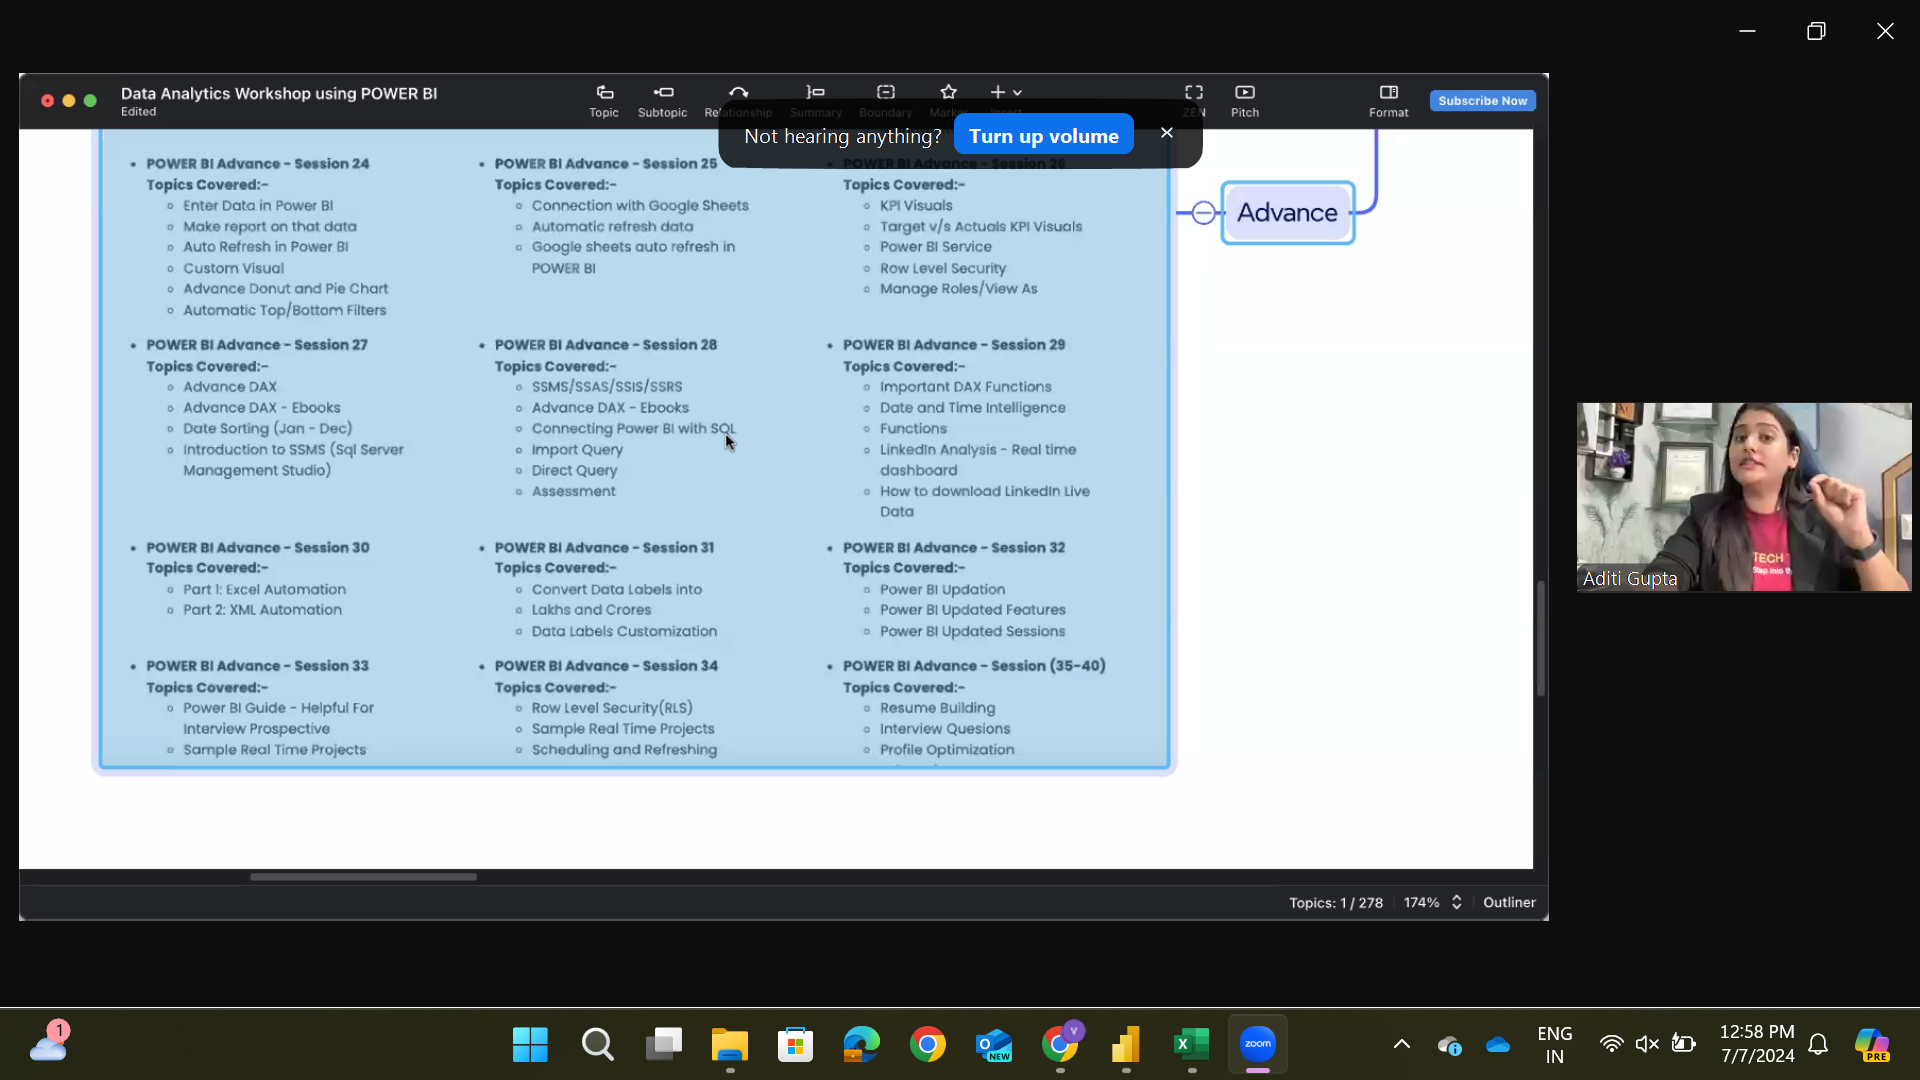 Data Analytics Workshop using POWER BI
Edited
Topic
Subtopic
Relationship
Summary
Boundary
ZEN
Pitch
Format
Subscribe Now
Not hearing anything?
Turn up volume
Advance
• POWER BI Advance - Session 24
Topics Covered:-
Enter Data in Power BI
Make report on that data
Auto Refresh in Power BI
Custom Visual
Advance Donut and Pie Chart
Automatic Top/Bottom Filters
• POWER BI Advance - Session 25
Topics Covered:-
Connection with Google Sheets
Automatic refresh data
Google sheets auto refresh in
POWER BI
• POWER BI Advance - Session 26
Topics Covered:-
KPI Visuals
Target v/s Actuals KPI Visuals
Power BI Service
Row Level Security
Manage Roles/View As
• POWER BI Advance - Session 27
Topics Covered:-
Advance DAX
Advance DAX - Ebooks
Date Sorting (Jan - Dec)
Introduction to SSMS (Sql Server
Management Studio)
• POWER BI Advance - Session 28
Topics Covered:-
SSMS/SSAS/SSIS/SSRS
Advance DAX - Ebooks
Connecting Power BI with SQL
Import Query
Direct Query
Assessment
• POWER BI Advance - Session 29
Topics Covered:-
Important DAX Functions
Date and Time Intelligence
Functions
LinkedIn Analysis - Real time
dashboard
How to download LinkedIn Live
Data
• POWER BI Advance - Session 30
Topics Covered:-
Part 1: Excel Automation
Part 2: XML Automation
• POWER BI Advance - Session 31
Topics Covered:-
Convert Data Labels into
Lakhs and Crores
Data Labels Customization
• POWER BI Advance - Session 32
Topics Covered:-
Power BI Updation
Power BI Updated Features
Power BI Updated Sessions
• POWER BI Advance - Session 33
Topics Covered:-
Power BI Guide - Helpful For
Interview Prospective
Sample Real Time Projects
• POWER BI Advance - Session 34
Topics Covered:-
Row Level Security(RLS)
Sample Real Time Projects
Scheduling and Refreshing
• POWER BI Advance - Session (35-40)
Topics Covered:-
Resume Building
Interview Quesions
Profile Optimization
TECH
Step into
Aditi Gupta
Topics: 1 / 278
174%
Outliner
1
NEW
V
zoom
ENG
IN
12:58 PM
7/7/2024
PRE